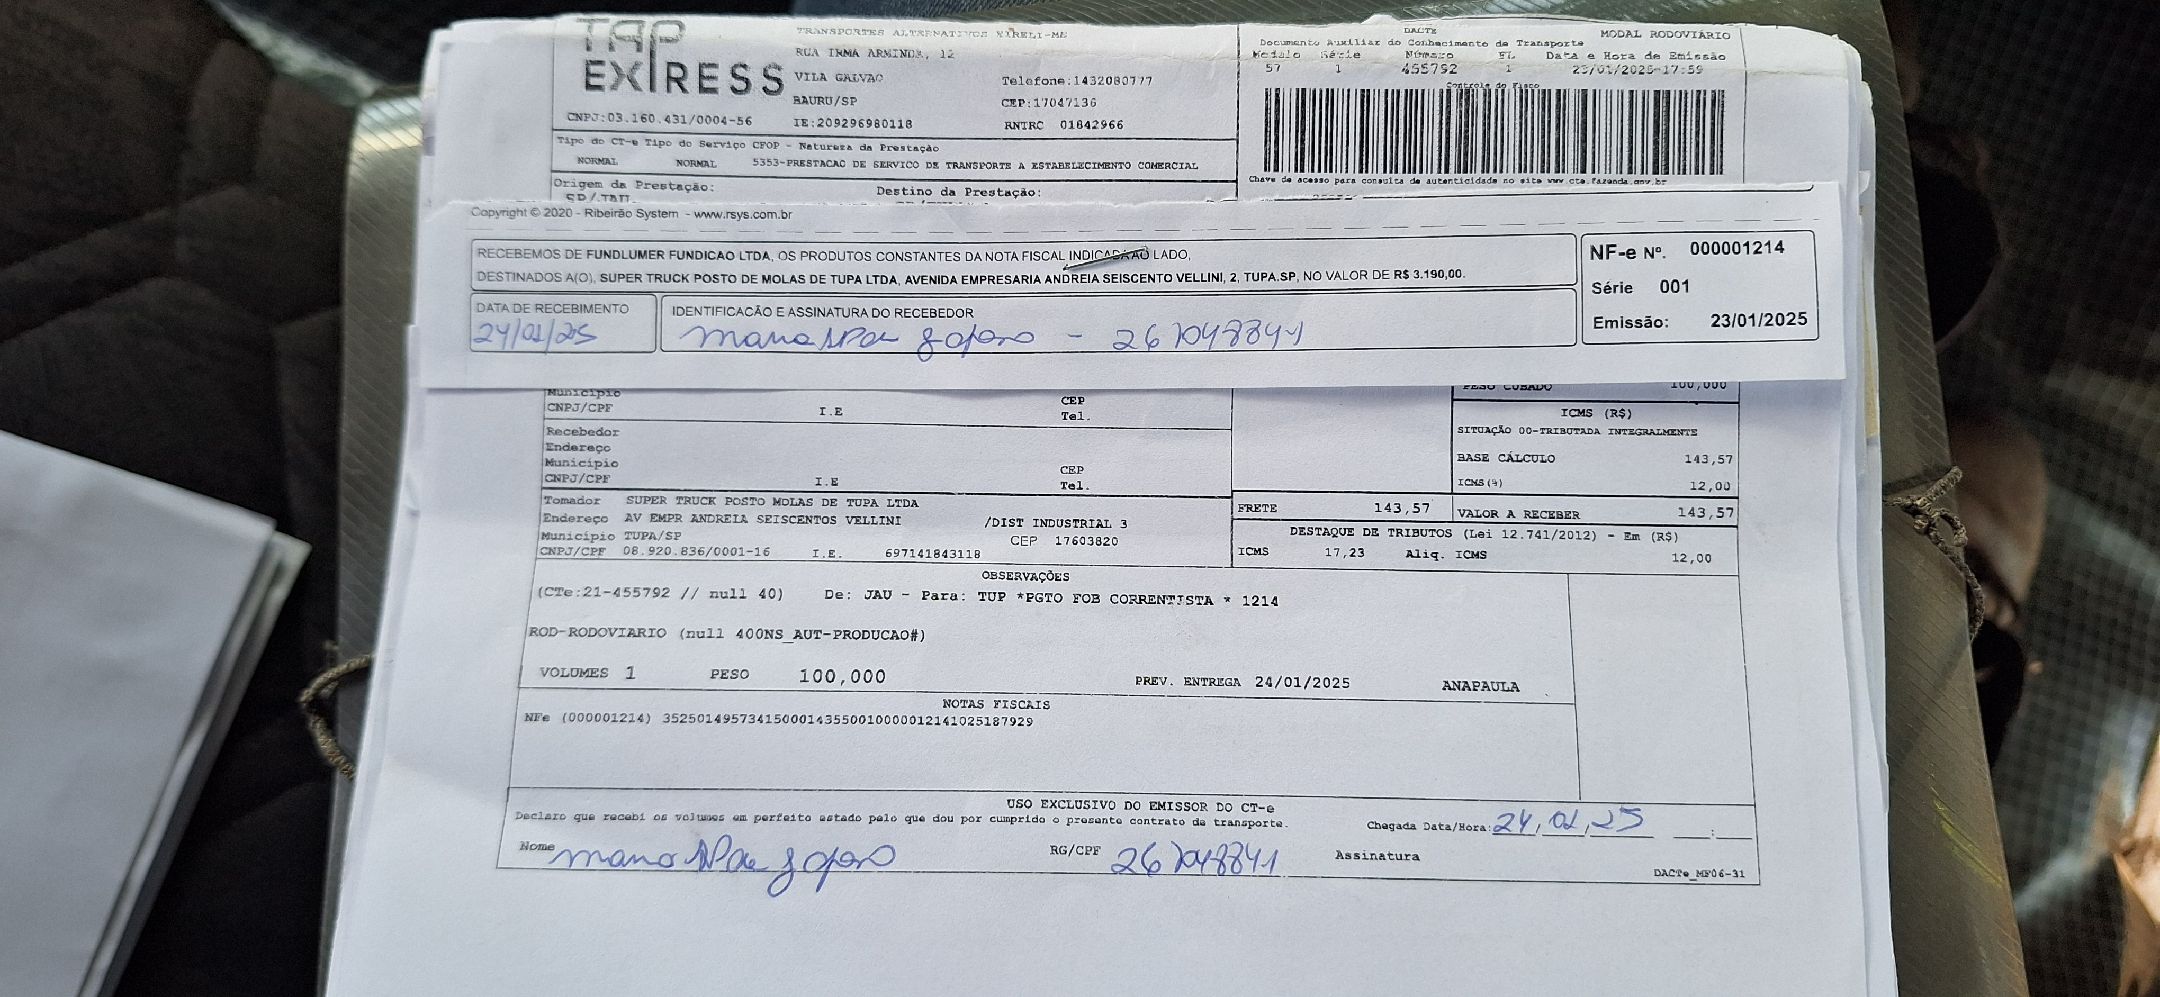 TAP
EXPRESS
TRANSPORTES ALTERNATIVOS EIRELI-ME
RUA IRMA ARMINDA, 12
VILA GALVAO
Telefone:1432080777
BAURU/SP
CEP:17047136
CNPJ:03.160.431/0004-56
IE:209296980118
RNTRC 01842966
Tipo do CT-e Tipo do Serviço CFOP - Natureza da Prestação
NORMAL NORMAL 5353-PRESTACAO DE SERVICO DE TRANSPORTE A ESTABELECIMENTO COMERCIAL
Origem da Prestação: Destino da Prestação:
DACTE MODAL RODOVIÁRIO
Documento Auxiliar do Conhecimento de Transporte
Modelo Série Número FL Data e Hora de Emissão
57 1 455792 1 23/01/2025-17:59
Controle do Fisco
Chave de acesso para consulta de autenticidade no site www.cte.fazenda.gov.br
Copyright © 2020 - Ribeirão System - www.rsys.com.br
RECEBEMOS DE FUNDLUMER FUNDICAO LTDA, OS PRODUTOS CONSTANTES DA NOTA FISCAL INDICADA AO LADO,
DESTINADOS A(O), SUPER TRUCK POSTO DE MOLAS DE TUPA LTDA, AVENIDA EMPRESARIA ANDREIA SEISCENTO VELLINI, 2, TUPA.SP, NO VALOR DE R$ 3.190,00.
DATA DE RECEBIMENTO
24/01/25
IDENTIFICAÇÃO E ASSINATURA DO RECEBEDOR
NF-e Nº. 000001214
Série 001
Emissão: 23/01/2025
PESO CUBADO 100,000
Município CEP
CNPJ/CPF I.E Tel.
Recebedor
Endereço
Município CEP
CNPJ/CPF I.E Tel.
ICMS (R$)
SITUAÇÃO 00-TRIBUTADA INTEGRALMENTE
BASE CÁLCULO 143,57
ICMS(%) 12,00
Tomador SUPER TRUCK POSTO MOLAS DE TUPA LTDA
Endereço AV EMPR ANDREIA SEISCENTOS VELLINI /DIST INDUSTRIAL 3
Município TUPA/SP CEP 17603820
CNPJ/CPF 08.920.836/0001-16 I.E. 697141843118
FRETE 143,57 VALOR A RECEBER 143,57
DESTAQUE DE TRIBUTOS (Lei 12.741/2012) - Em (R$)
ICMS 17,23 Aliq. ICMS 12,00
OBSERVAÇÕES
(CTe:21-455792 // null 40) De: JAU - Para: TUP *PGTO FOB CORRENTISTA * 1214
ROD-RODOVIARIO (null 400NS_AUT-PRODUCAO#)
VOLUMES 1 PESO 100,000 PREV. ENTREGA 24/01/2025 ANAPAULA
NOTAS FISCAIS
NFe (000001214) 35250149573415000143550010000012141025187929
USO EXCLUSIVO DO EMISSOR DO CT-e
Declaro que recebi os volumes em perfeito estado pelo que dou por cumprido o presente contrato de transporte.
Chegada Data/Hora: 24,01,25 __:__
Nome RG/CPF Assinatura
DACTe_MF06-31